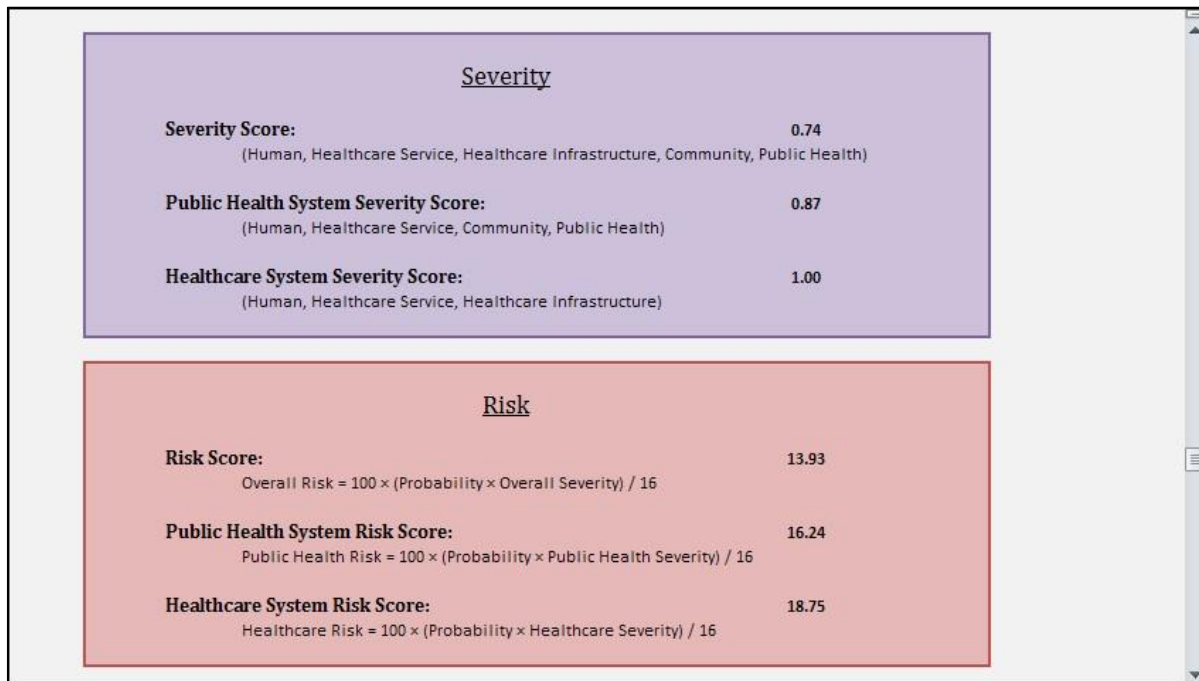 Severity
Severity Score: 0.74
(Human, Healthcare Service, Healthcare Infrastructure, Community, Public Health)
Public Health System Severity Score: 0.87
(Human, Healthcare Service, Community, Public Health)
Healthcare System Severity Score: 1.00
(Human, Healthcare Service, Healthcare Infrastructure)
Risk
Risk Score: 13.93
Overall Risk = 100 × (Probability × Overall Severity) / 16
Public Health System Risk Score: 16.24
Public Health Risk = 100 × (Probability × Public Health Severity) / 16
Healthcare System Risk Score: 18.75
Healthcare Risk = 100 × (Probability × Healthcare Severity) / 16